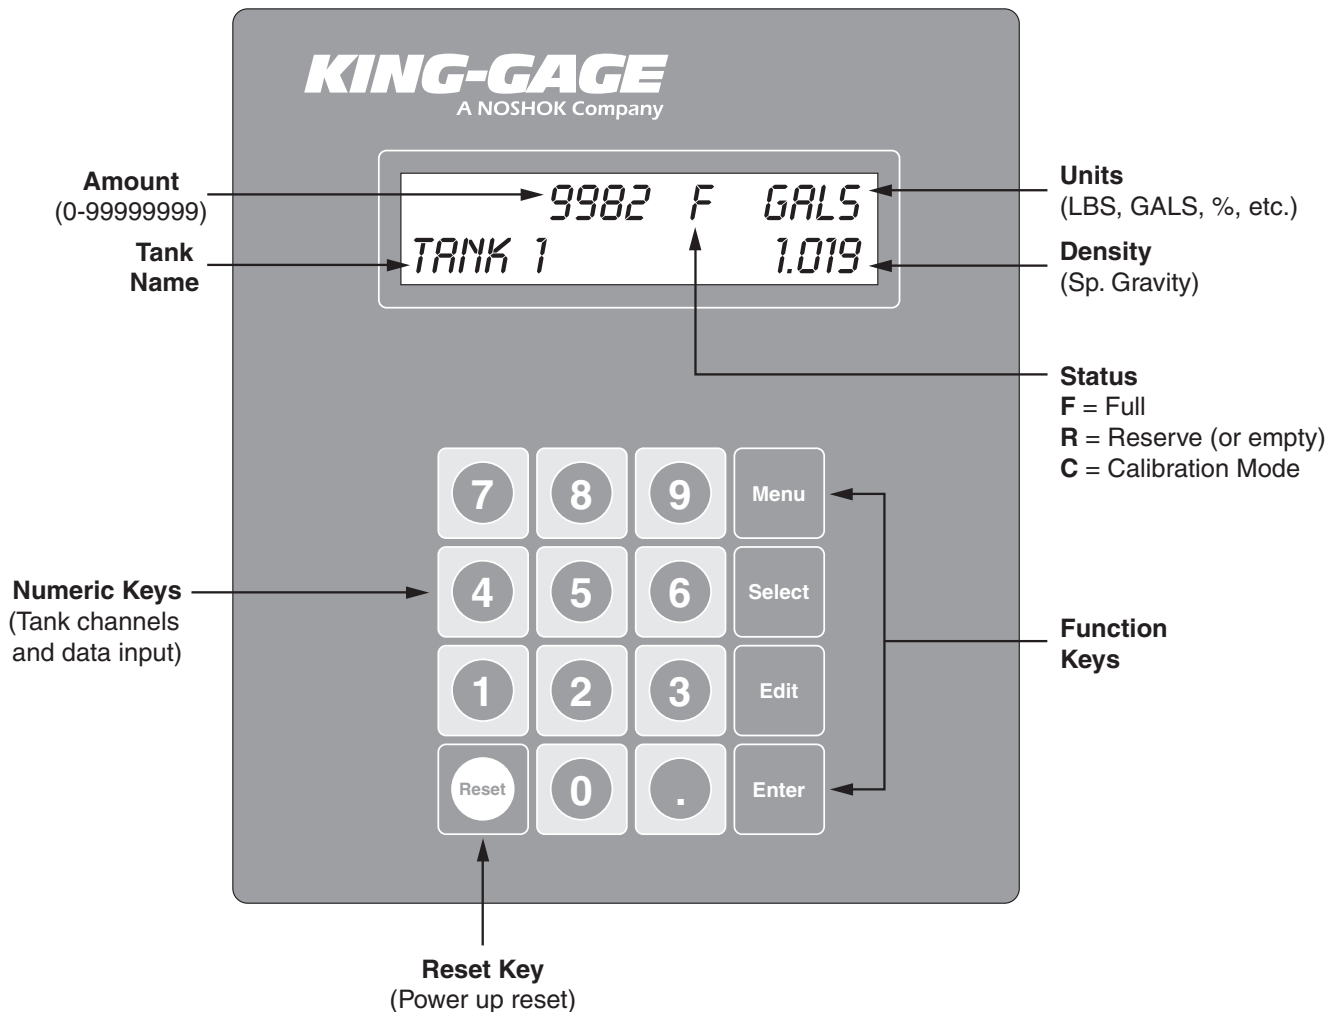 KING-GAGE
A NOSHOK Company
Amount
(0-99999999)
Tank
Name
9982 F GALS
TANK 1 1.019
Units
(LBS, GALS, %, etc.)
Density
(Sp. Gravity)
Status
F = Full
R = Reserve (or empty)
C = Calibration Mode
7 8 9 Menu
4 5 6 Select
1 2 3 Edit
Reset 0 . Enter
Numeric Keys
(Tank channels
and data input)
Function
Keys
Reset Key
(Power up reset)